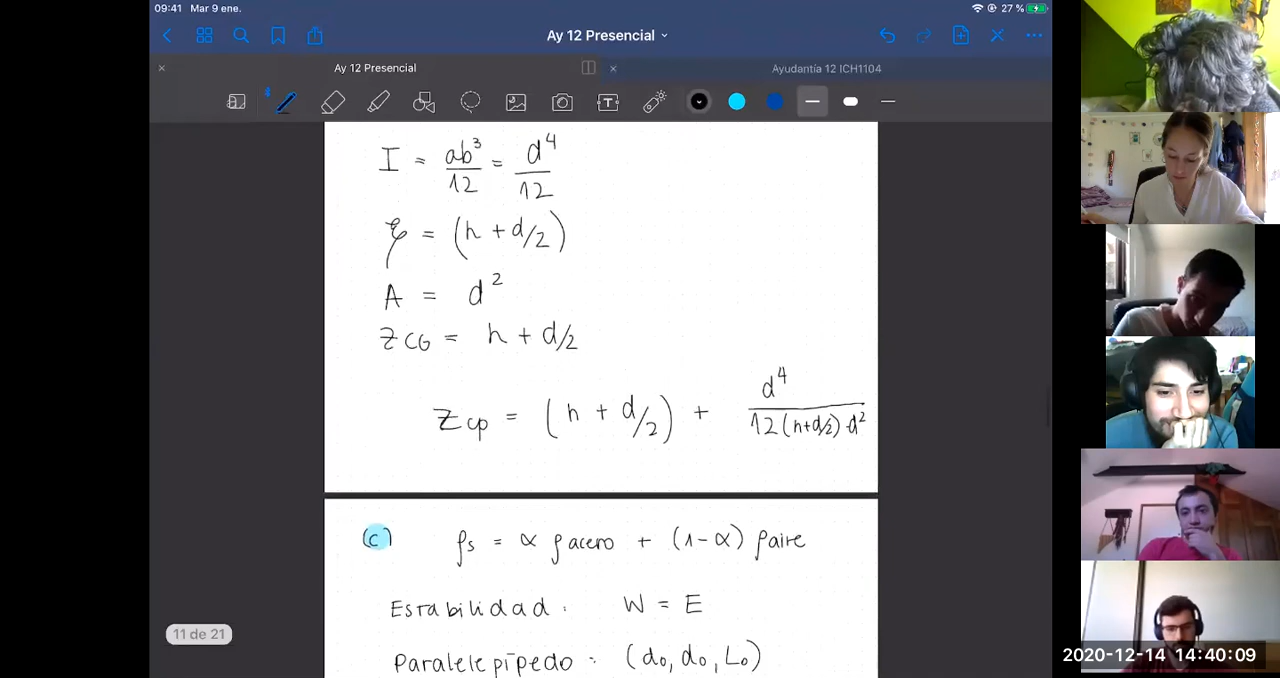 09:41 Mar 9 ene.
27 %
Ay 12 Presencial
Ay 12 Presencial
Ayudantía 12 ICH1104
I = ab³/12 = d⁴/12
= (h + d/2)
A = d²
Z_CG = h + d/2
Z_cp = (h + d/2) + d⁴/12(h+d/2)·d²
(c) ρs = α ρacero + (1-α) ρaire
Estabilidad : W = E
Paralelepípedo : (d₀, d₀, L₀)
11 de 21
2020-12-14 14:40:09